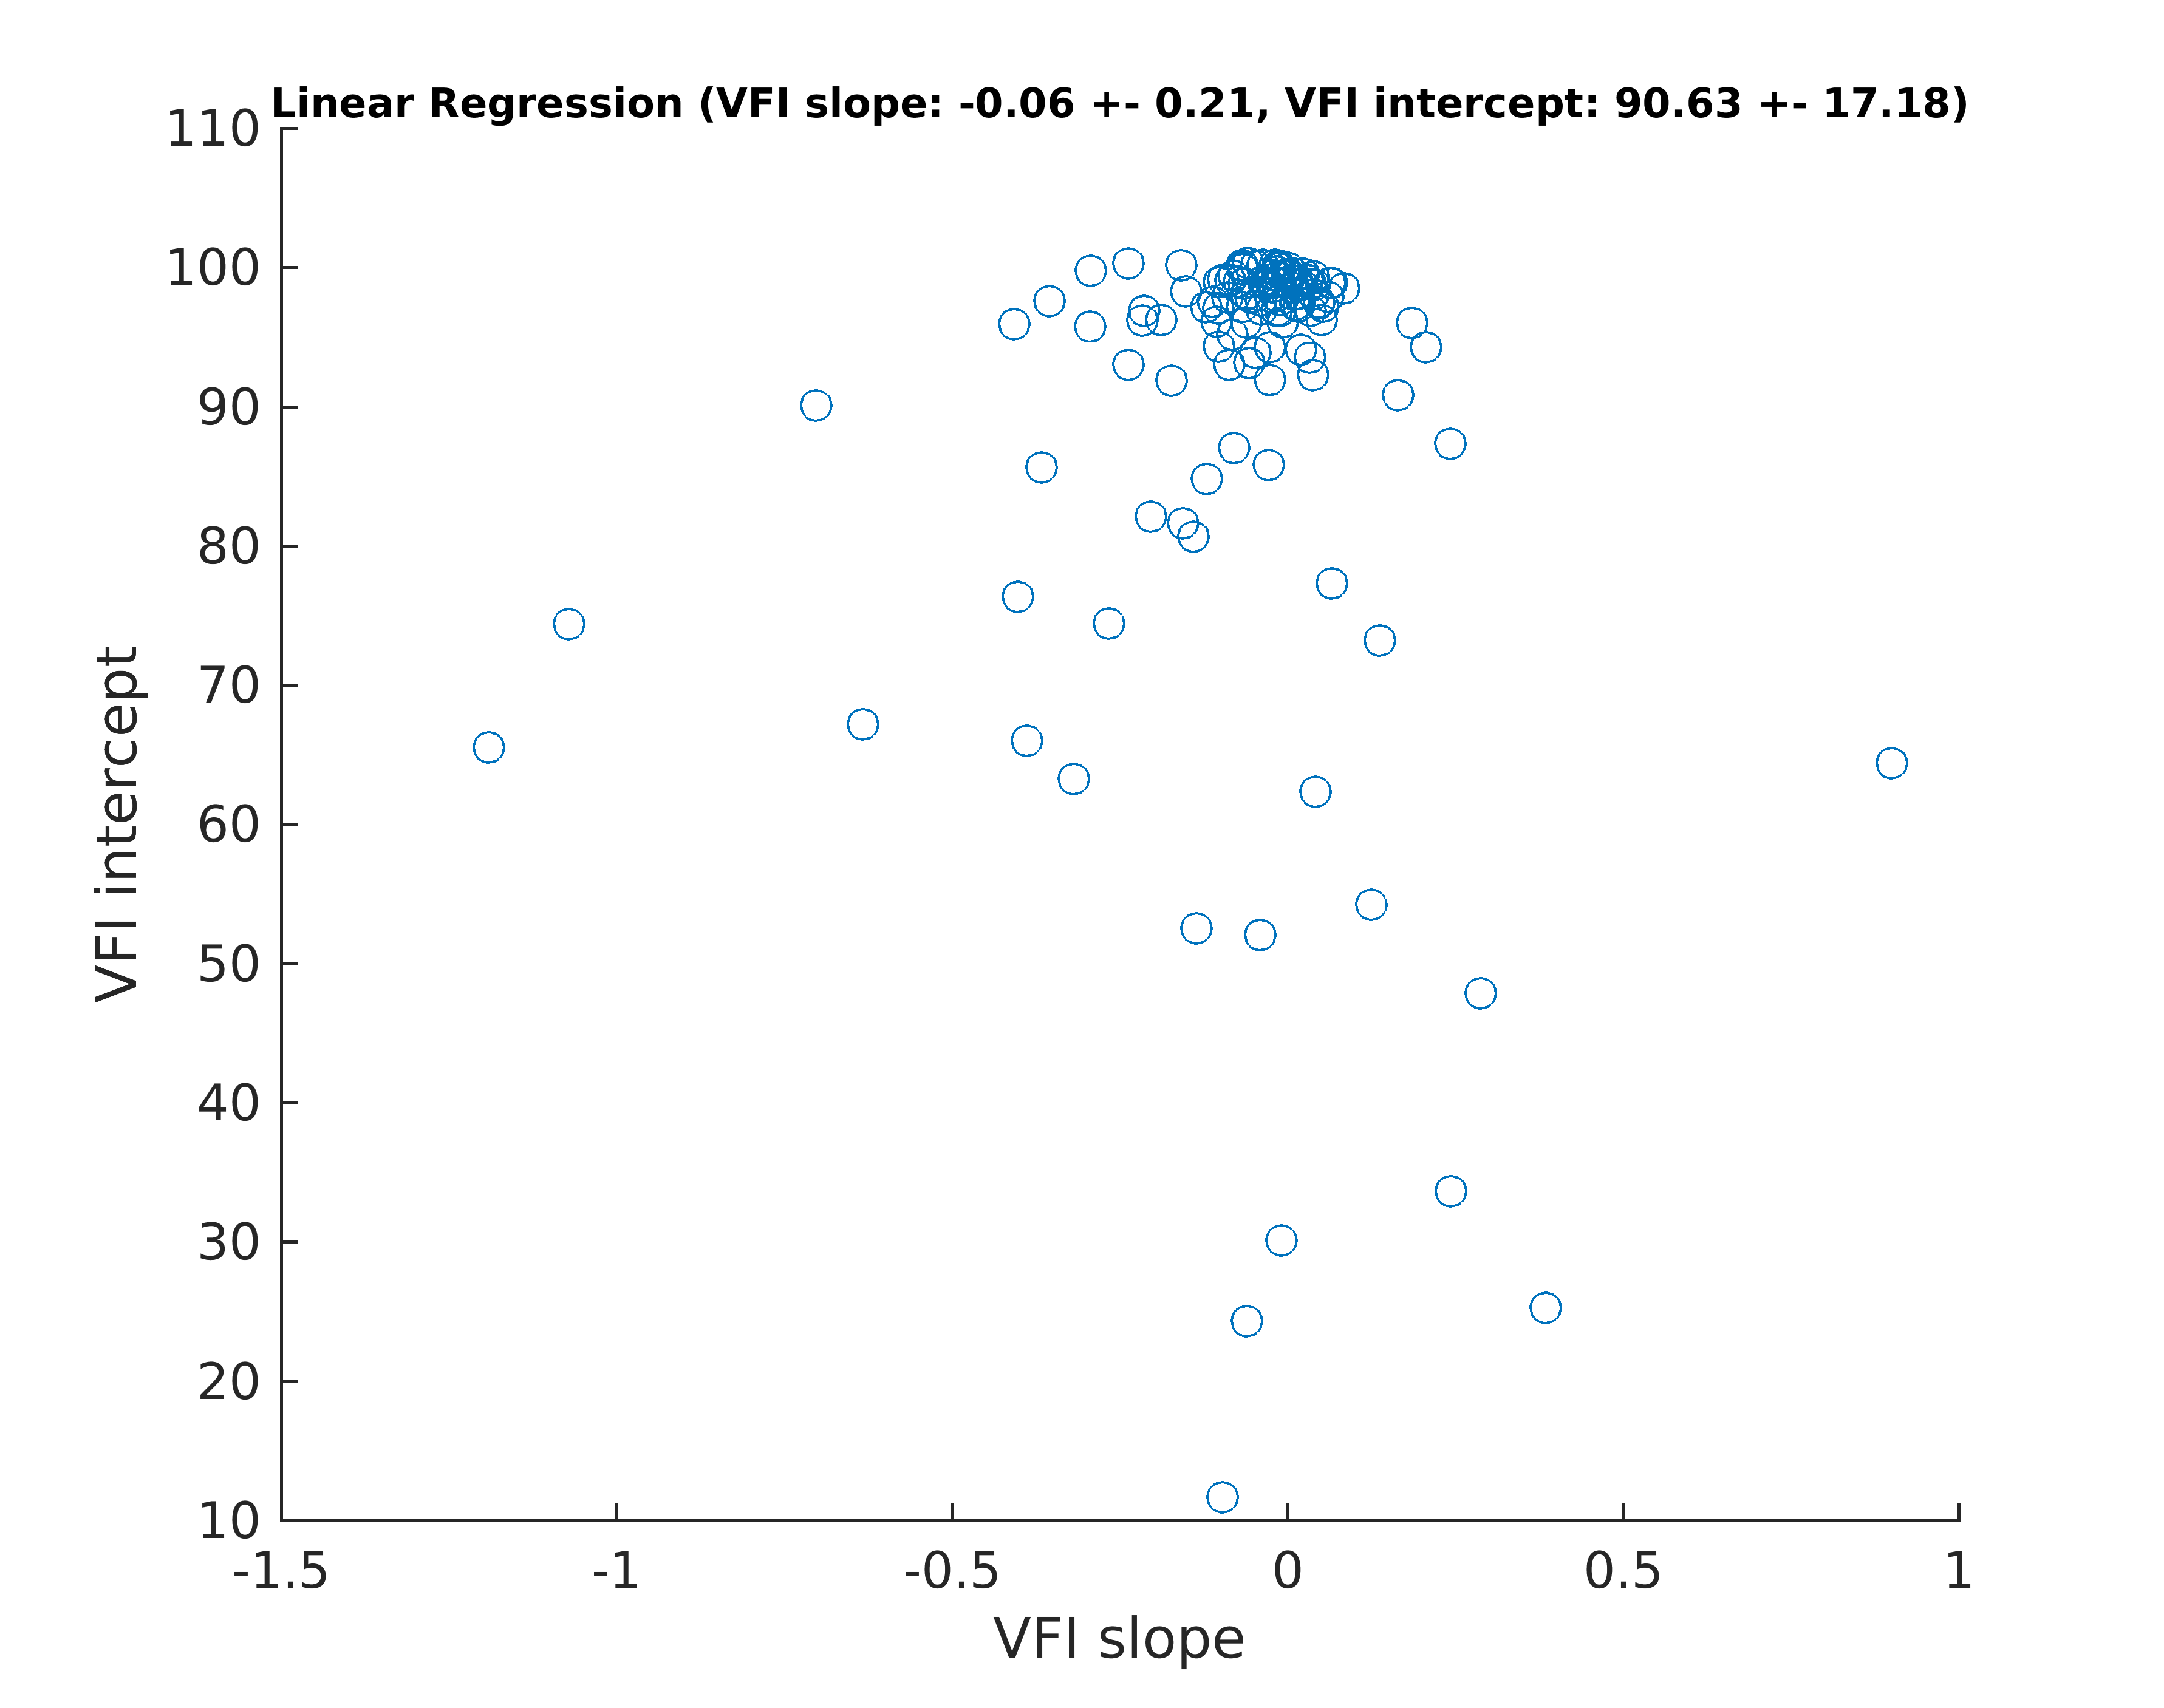 Linear Regression (VFI slope: -0.06 +- 0.21, VFI intercept: 90.63 +- 17.18)
110
100
90
80
70
60
50
40
30
20
10
VFI intercept
-1.5 -1 -0.5 0 0.5 1
VFI slope